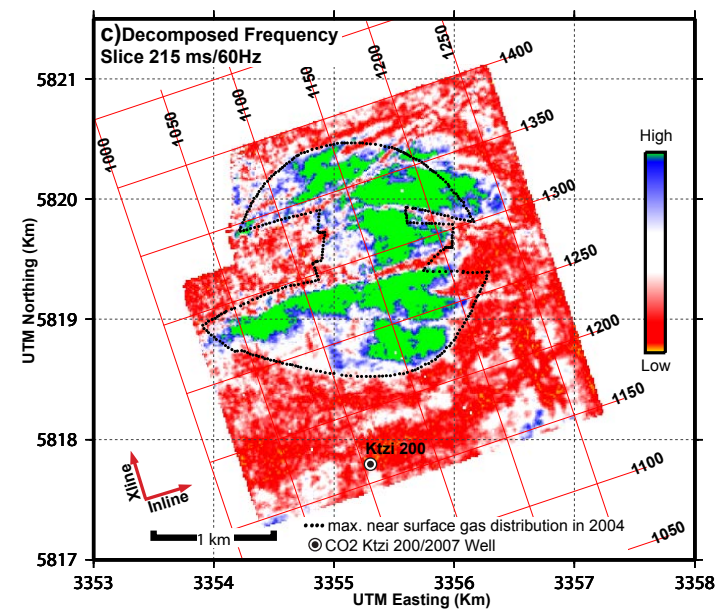 c)Decomposed Frequency
Slice 215 ms/60Hz
1000
1050
1100
1150
1200
1250
1400
1350
1300
1250
1200
1150
1100
1050
High
Low
5821
5820
5819
5818
5817
UTM Northing (Km)
Ktzi 200
Xline
Inline
1 km
max. near surface gas distribution in 2004
CO2 Ktzi 200/2007 Well
3353
3354
3355
3356
3357
3358
UTM Easting (Km)